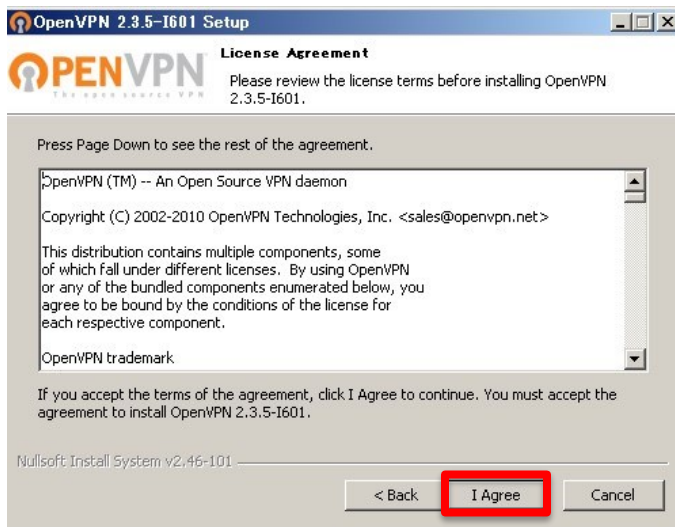 OpenVPN 2.3.5-I601 Setup
OPENVPN
The open source VPN
License Agreement
Please review the license terms before installing OpenVPN
2.3.5-I601.
Press Page Down to see the rest of the agreement.
OpenVPN (TM) -- An Open Source VPN daemon
Copyright (C) 2002-2010 OpenVPN Technologies, Inc. <sales@openvpn.net>
This distribution contains multiple components, some
of which fall under different licenses.  By using OpenVPN
or any of the bundled components enumerated below, you
agree to be bound by the conditions of the license for
each respective component.
OpenVPN trademark
If you accept the terms of the agreement, click I Agree to continue. You must accept the
agreement to install OpenVPN 2.3.5-I601.
Nullsoft Install System v2.46-101
< Back
I Agree
Cancel